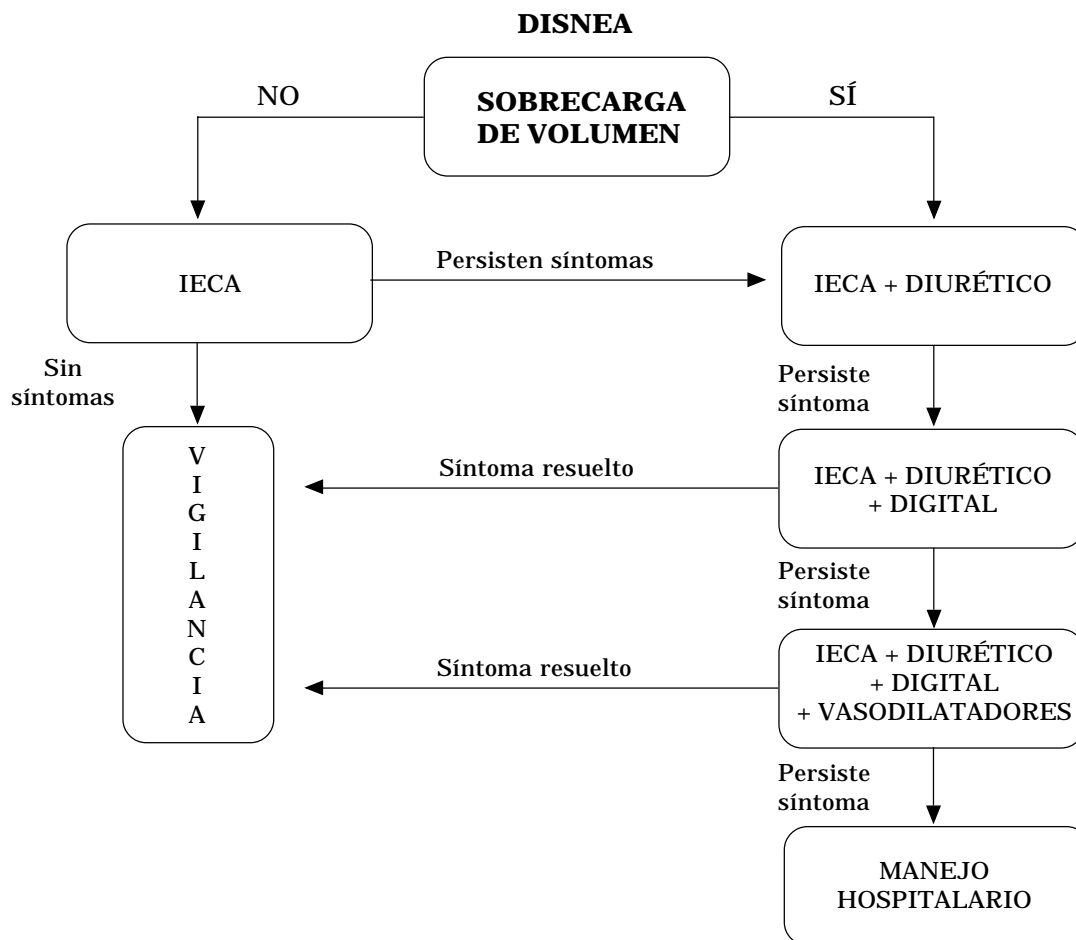 DISNEA
SOBRECARGA
DE VOLUMEN
NO
SÍ
IECA
Persisten síntomas
IECA + DIURÉTICO
Sin
síntomas
Persiste
síntoma
V
I
G
I
L
A
N
C
I
A
Síntoma resuelto
IECA + DIURÉTICO
+ DIGITAL
Persiste
síntoma
Síntoma resuelto
IECA + DIURÉTICO
+ DIGITAL
+ VASODILATADORES
Persiste
síntoma
MANEJO
HOSPITALARIO